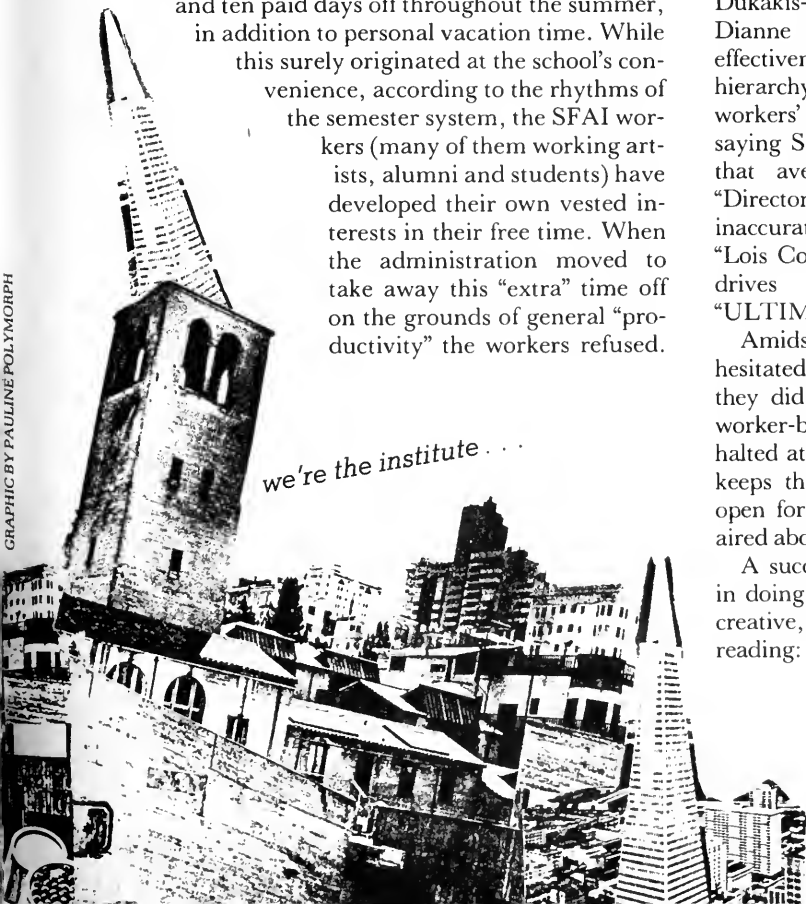 and ten paid days off throughout the summer,
in addition to personal vacation time. While
this surely originated at the school's con-
venience, according to the rhythms of
the semester system, the SFAI wor-
kers (many of them working art-
ists, alumni and students) have
developed their own vested in-
terests in their free time. When
the administration moved to
take away this "extra" time off
on the grounds of general "pro-
ductivity" the workers refused.
GRAPHIC BY PAULINE POLYMORPH
we're the institute . . .
Dukakis-
Dianne
effectiven
hierarchy
workers'
saying S
that ave
"Director
inaccurat
"Lois Co
drives
"ULTIM
Amids
hesitated
they did
worker-b
halted at
keeps th
open for
aired abo
A succ
in doing
creative,
reading: